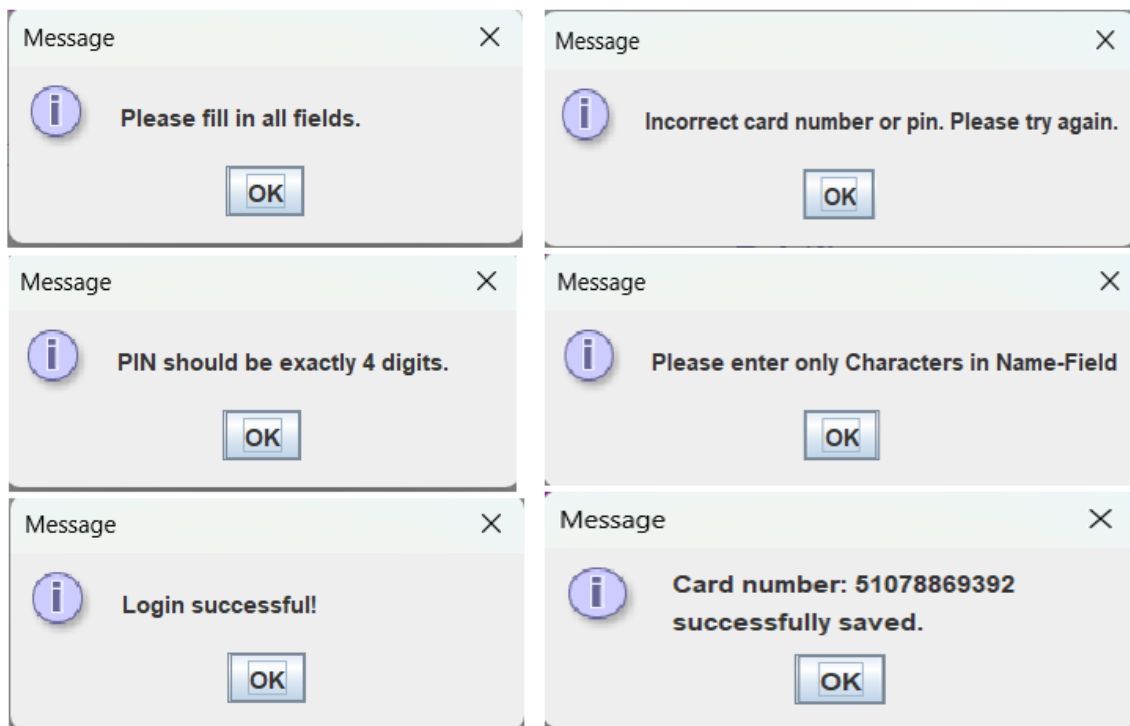 Message
Please fill in all fields.
OK
Message
Incorrect card number or pin. Please try again.
OK
Message
PIN should be exactly 4 digits.
OK
Message
Please enter only Characters in Name-Field
OK
Message
Login successful!
OK
Message
Card number: 51078869392
successfully saved.
OK